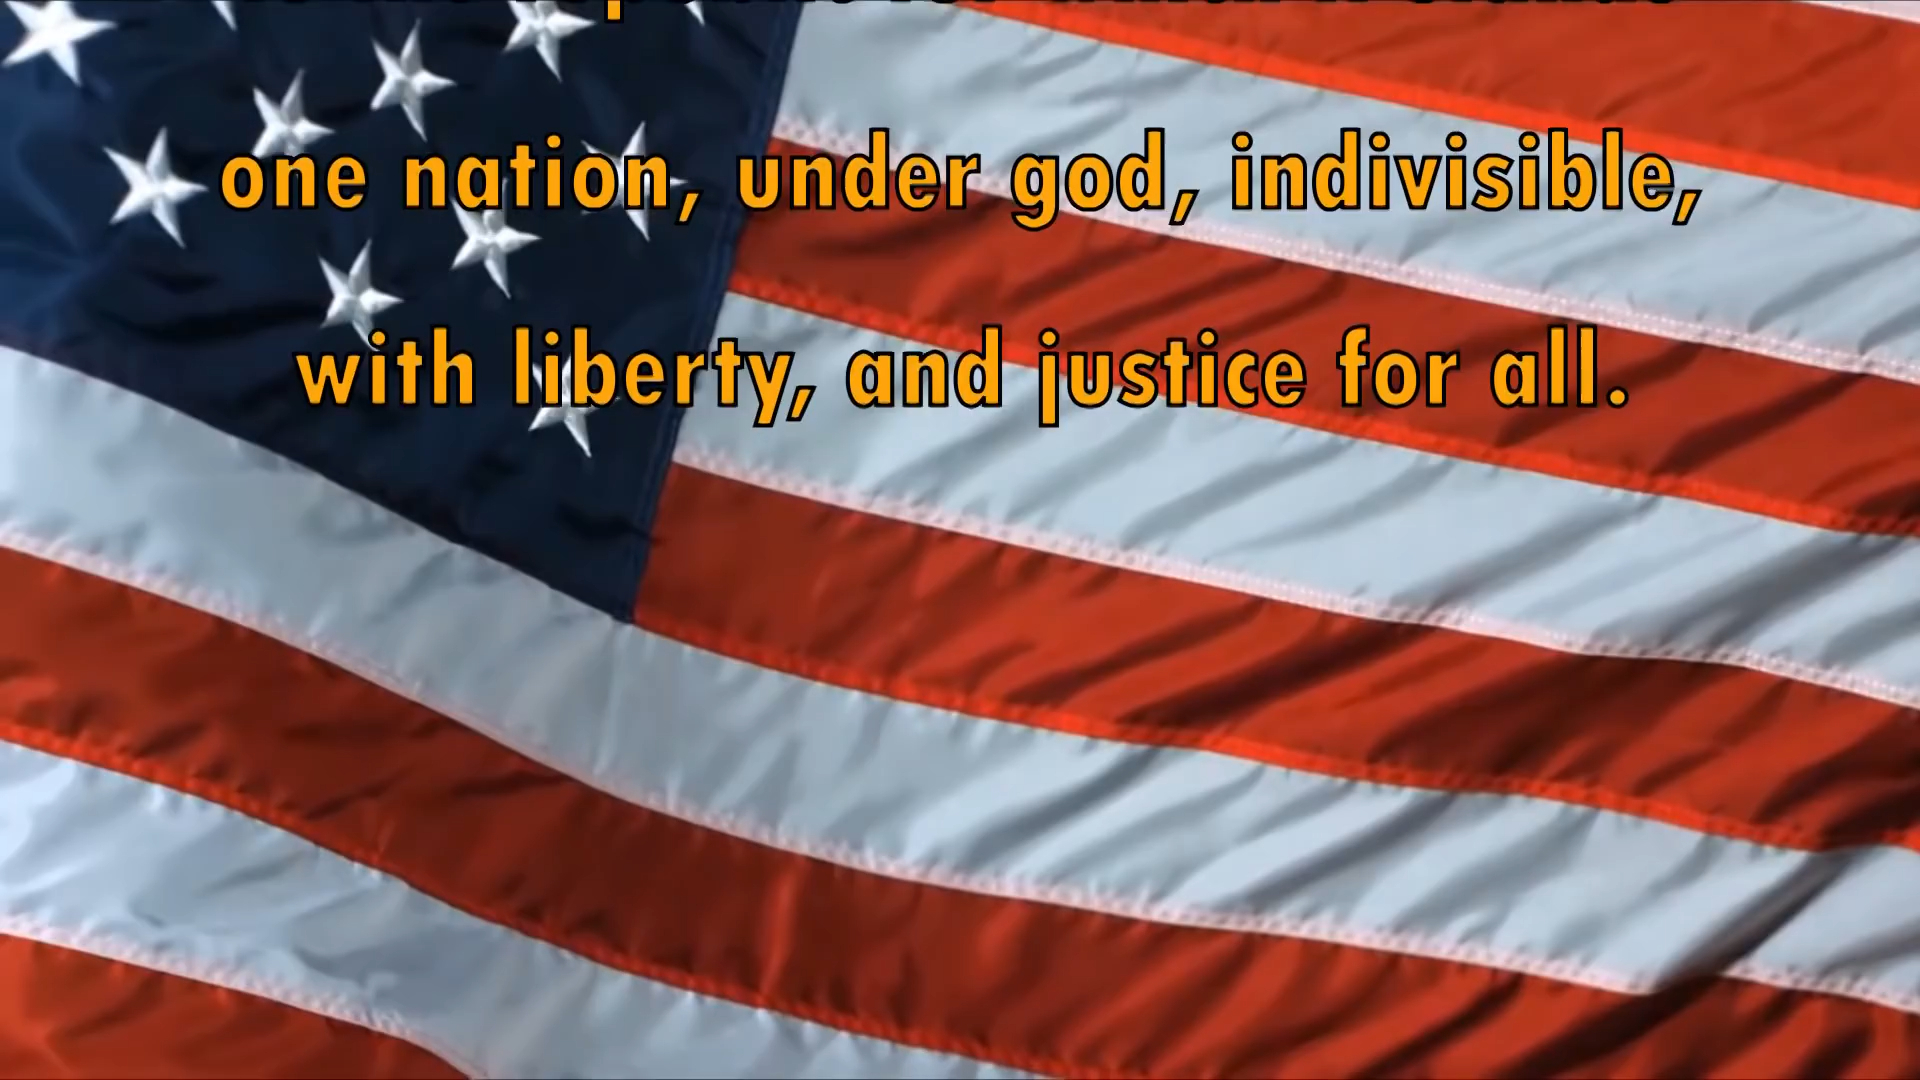 one nation, under god, indivisible,
with liberty, and justice for all.